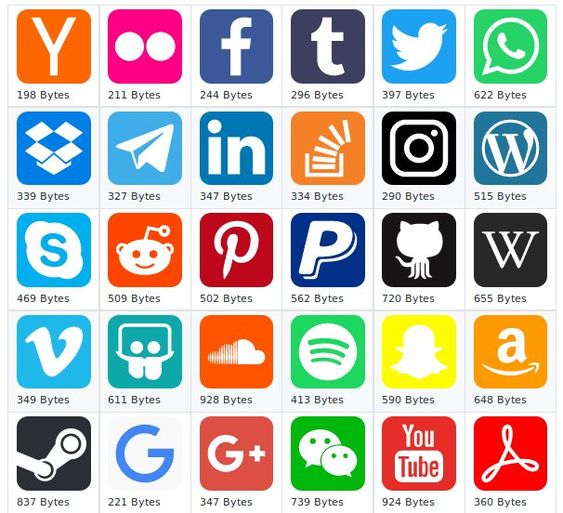 Y
f
t
198 Bytes
211 Bytes
244 Bytes
296 Bytes
397 Bytes
622 Bytes
in
W
339 Bytes
327 Bytes
347 Bytes
334 Bytes
290 Bytes
515 Bytes
S
P
P
W
469 Bytes
509 Bytes
502 Bytes
562 Bytes
720 Bytes
655 Bytes
v
a
349 Bytes
611 Bytes
928 Bytes
413 Bytes
590 Bytes
648 Bytes
G
G+
You
Tube
837 Bytes
221 Bytes
347 Bytes
739 Bytes
924 Bytes
360 Bytes